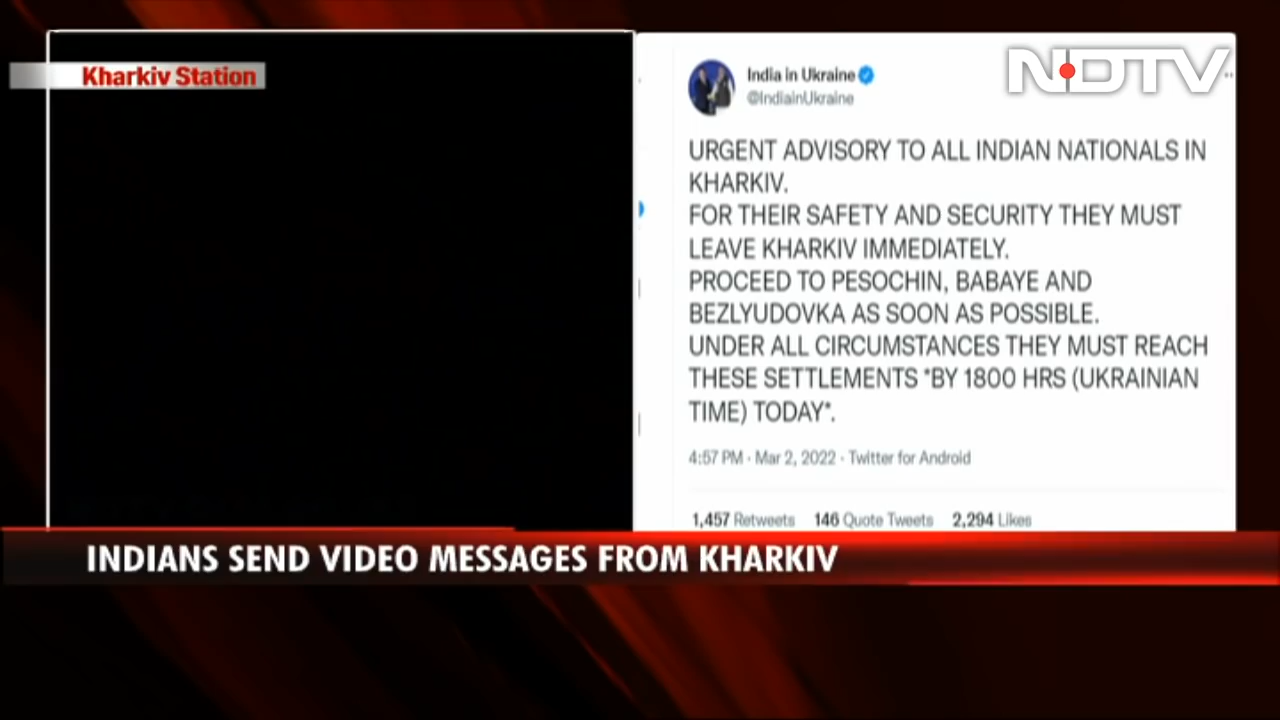 Kharkiv Station
NDTV
India in Ukraine
@IndiainUkraine
URGENT ADVISORY TO ALL INDIAN NATIONALS IN
KHARKIV.
FOR THEIR SAFETY AND SECURITY THEY MUST
LEAVE KHARKIV IMMEDIATELY.
PROCEED TO PESOCHIN, BABAYE AND
BEZLYUDOVKA AS SOON AS POSSIBLE.
UNDER ALL CIRCUMSTANCES THEY MUST REACH
THESE SETTLEMENTS *BY 1800 HRS (UKRAINIAN
TIME) TODAY*.
4:57 PM · Mar 2, 2022 · Twitter for Android
1,457 Retweets 146 Quote Tweets 2,294 Likes
INDIANS SEND VIDEO MESSAGES FROM KHARKIV